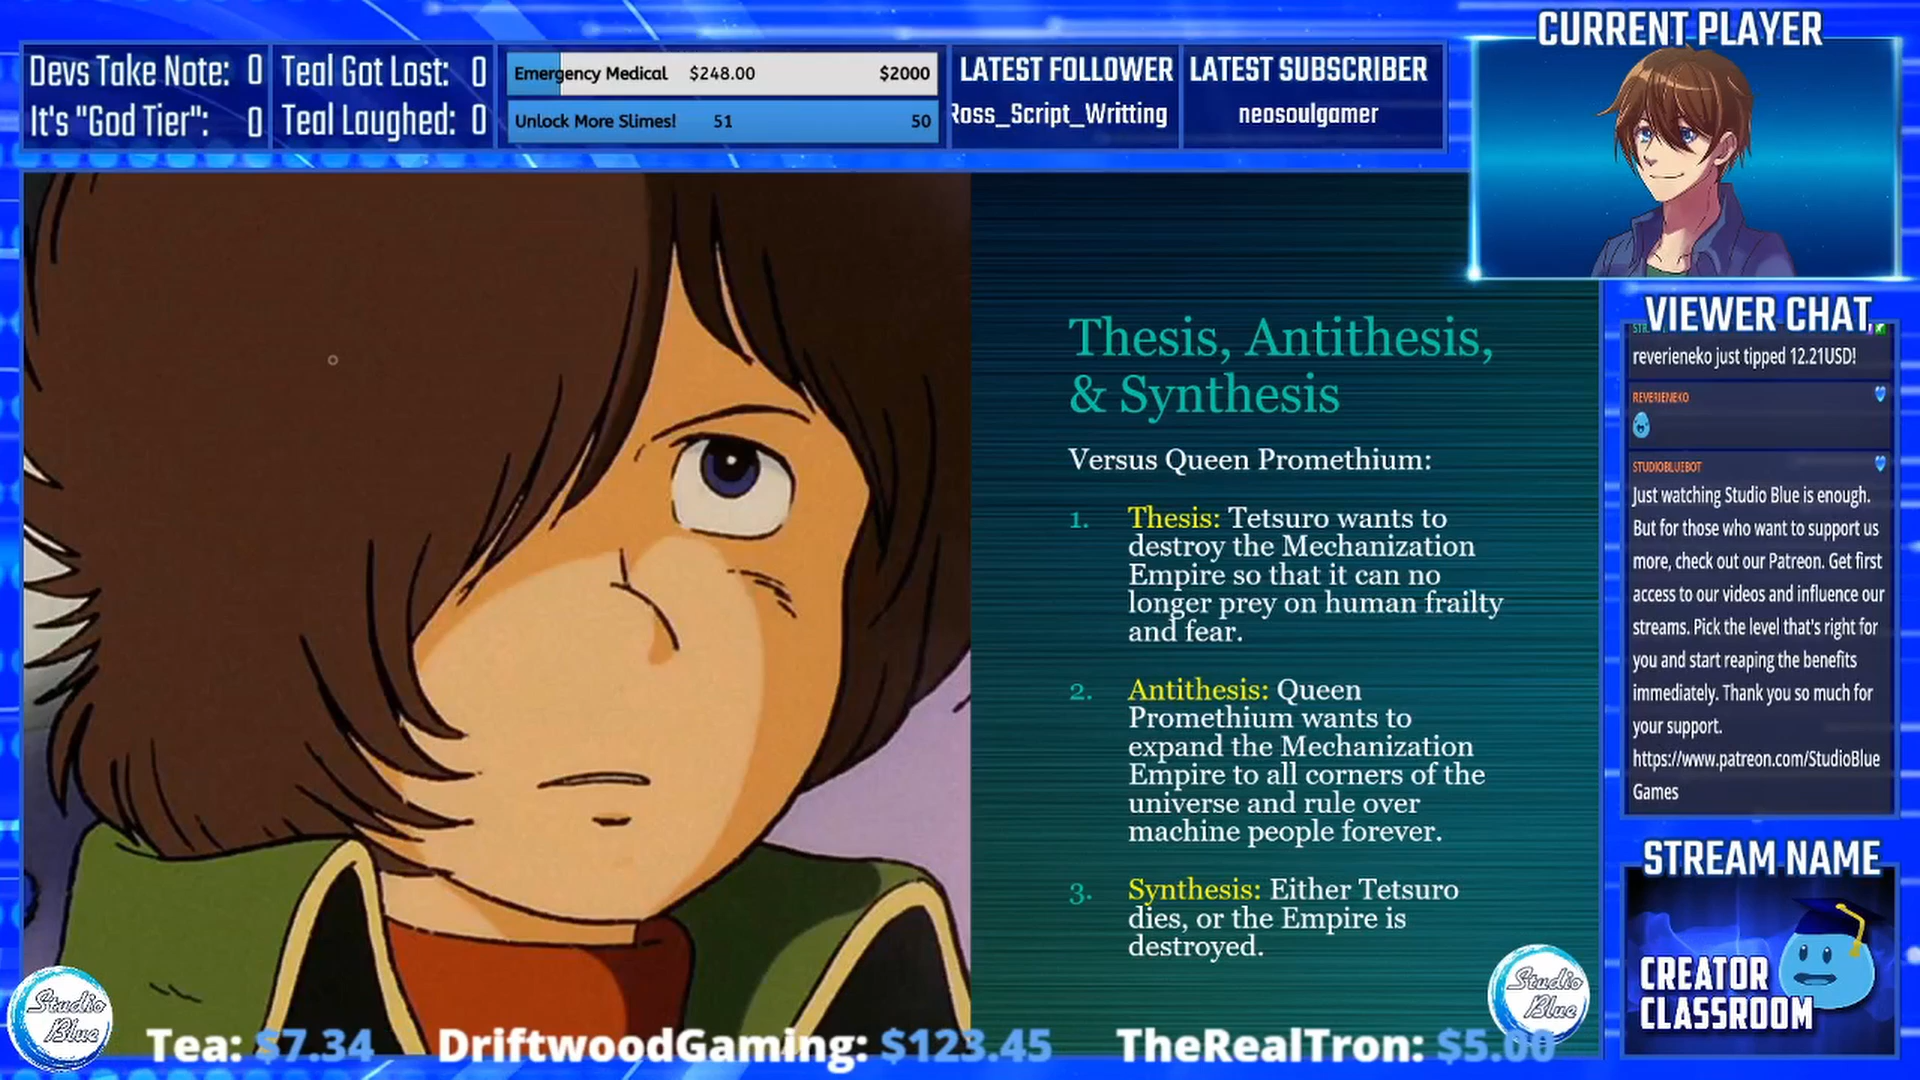 CURRENT PLAYER
Devs Take Note: 0
It's "God Tier": 0
Teal Got Lost: 0
Teal Laughed: 0
Emergency Medical $248.00 $2000
Unlock More Slimes! 51 50
LATEST FOLLOWER
Ross_Script_Writting
LATEST SUBSCRIBER
neosoulgamer
Thesis, Antithesis,
& Synthesis
Versus Queen Promethium:
1. Thesis: Tetsuro wants to
destroy the Mechanization
Empire so that it can no
longer prey on human frailty
and fear.
2. Antithesis: Queen
Promethium wants to
expand the Mechanization
Empire to all corners of the
universe and rule over
machine people forever.
3. Synthesis: Either Tetsuro
dies, or the Empire is
destroyed.
VIEWER CHAT
reverieneko just tipped 12.21USD!
REVERIENEKO
STUDIOBLUEBOT
Just watching Studio Blue is enough.
But for those who want to support us
more, check out our Patreon. Get first
access to our videos and influence our
streams. Pick the level that's right for
you and start reaping the benefits
immediately. Thank you so much for
your support.
https://www.patreon.com/StudioBlue
Games
STREAM NAME
CREATOR
CLASSROOM
Studio
Blue
Studio
Blue
Tea: $7.34 DriftwoodGaming: $123.45 TheRealTron: $5.00